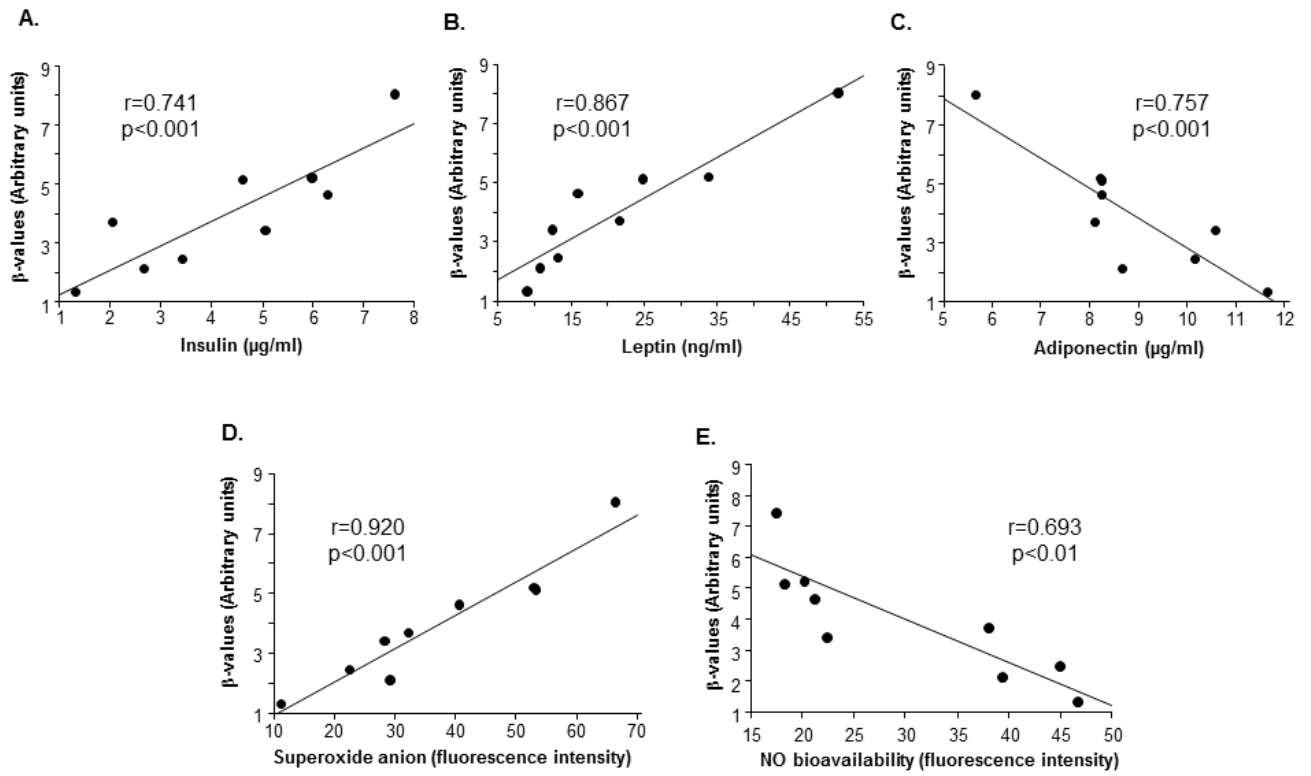 A.
β-values (Arbitrary units)
9
7
5
3
1
r=0.741
p<0.001
1 2 3 4 5 6 7 8
Insulin (µg/ml)
B.
β-values (Arbitrary units)
9
7
5
3
1
r=0.867
p<0.001
5 15 25 35 45 55
Leptin (ng/ml)
C.
β-values (Arbitrary units)
9
7
5
3
1
r=0.757
p<0.001
5 6 7 8 9 10 11 12
Adiponectin (µg/ml)
D.
β-values (Arbitrary units)
9
7
5
3
1
r=0.920
p<0.001
10 20 30 40 50 60 70
Superoxide anion (fluorescence intensity)
E.
β-values (Arbitrary units)
9
8
7
6
5
4
3
2
1
r=0.693
p<0.01
15 20 25 30 35 40 45 50
NO bioavailability (fluorescence intensity)